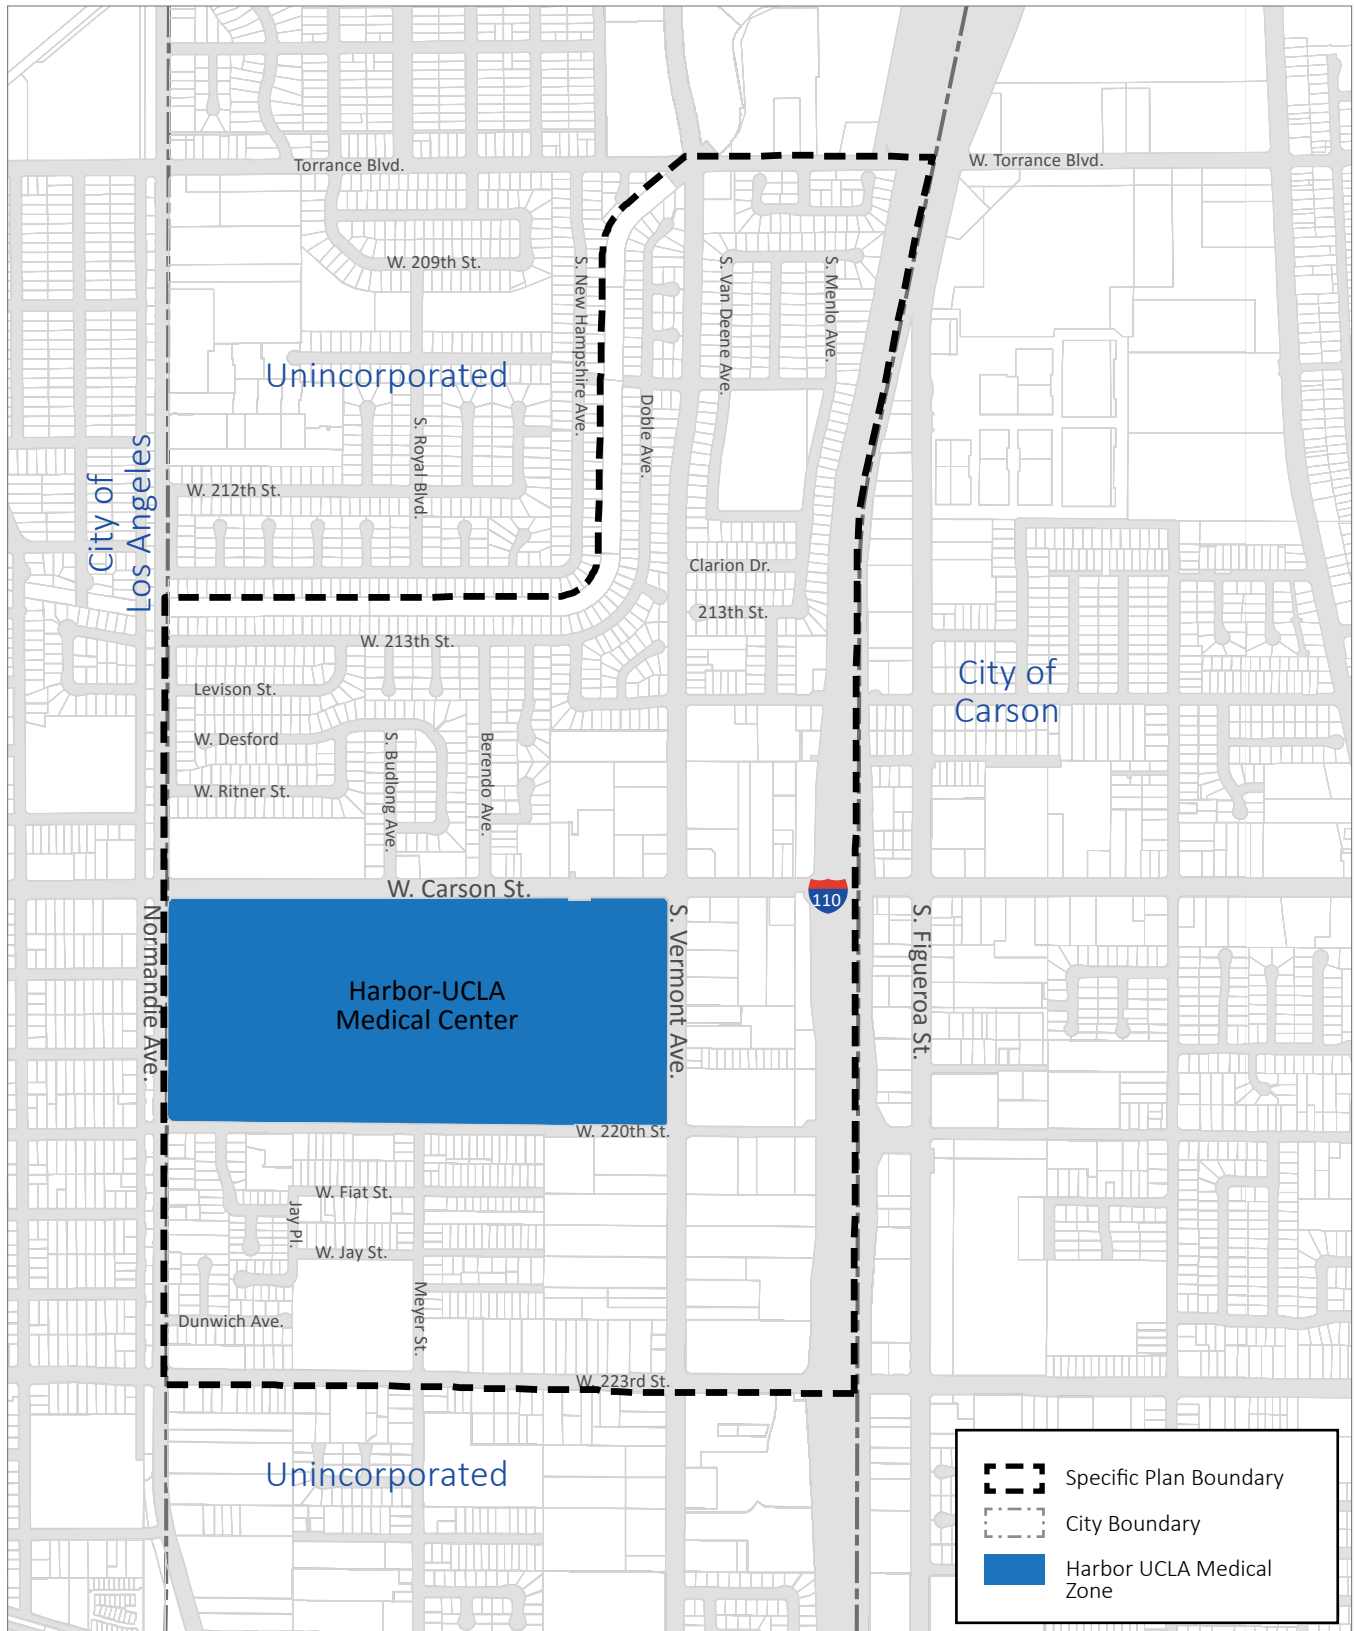 Torrance Blvd.
W. Torrance Blvd.
W. 209th St.
S. New Hampshire Ave.
S. Van Deene Ave.
S. Menlo Ave.
Unincorporated
Doble Ave.
S. Royal Blvd.
City of
Los Angeles
W. 212th St.
Clarion Dr.
213th St.
W. 213th St.
Levison St.
City of
Carson
W. Desford
S. Budlong Ave.
Berendo Ave.
W. Ritner St.
W. Carson St.
110
Normandie Ave.
Harbor-UCLA
Medical Center
S. Vermont Ave.
S. Figueroa St.
W. 220th St.
W. Fiat St.
Jay Pl.
W. Jay St.
Meyer St.
Dunwich Ave.
W. 223rd St.
Unincorporated
Specific Plan Boundary
City Boundary
Harbor UCLA Medical
Zone